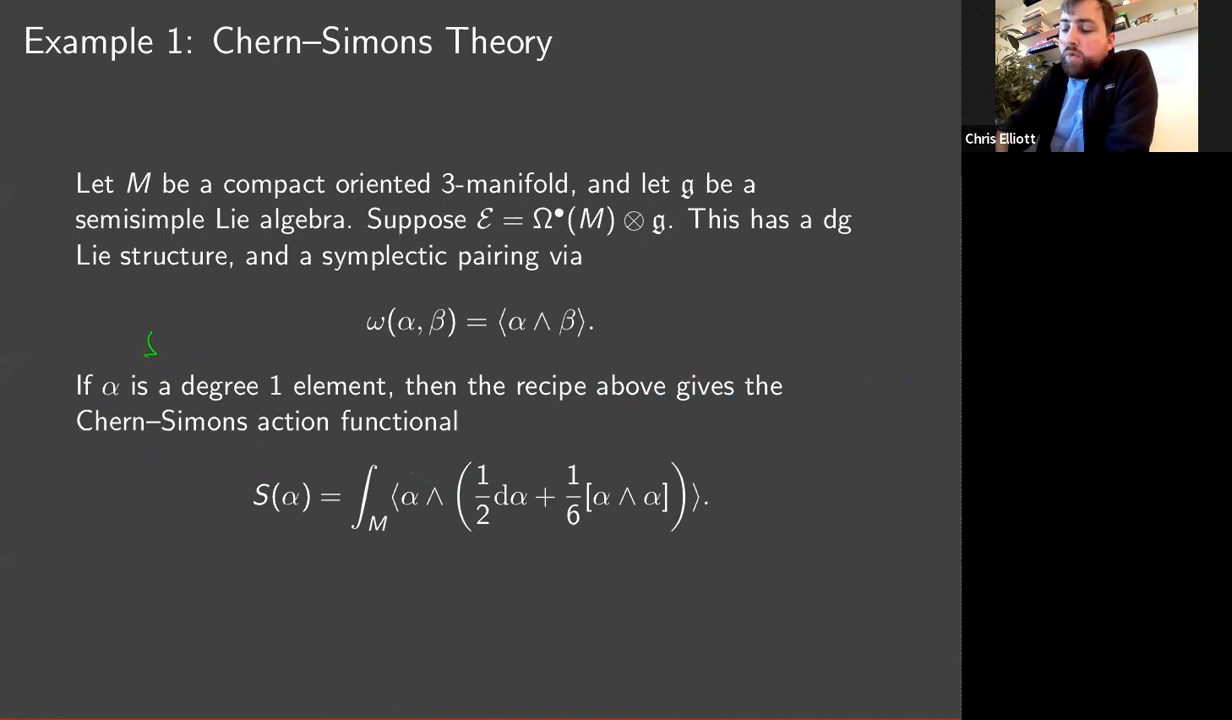 Example 1: Chern–Simons Theory
Chris Elliott
Let M be a compact oriented 3-manifold, and let 𝔤 be a
semisimple Lie algebra. Suppose ℰ = Ω•(M) ⊗ 𝔤. This has a dg
Lie structure, and a symplectic pairing via
ω(α, β) = ⟨α ∧ β⟩.
If α is a degree 1 element, then the recipe above gives the
Chern–Simons action functional
S(α) = ∫_M ⟨α ∧ (1/2 dα + 1/6 [α ∧ α])⟩.